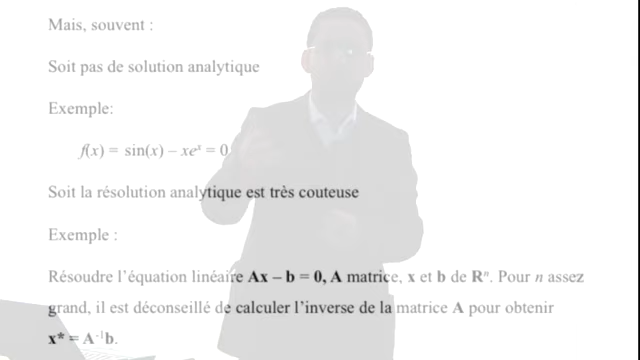 Mais, souvent :
Soit pas de solution analytique
Exemple:
f(x) = sin(x) – xeˣ = 0
Soit la résolution analytique est très couteuse
Exemple :
Résoudre l'équation linéaire Ax – b = 0, A matrice, x et b de Rⁿ. Pour n assez
grand, il est déconseillé de calculer l'inverse de la matrice A pour obtenir
x* = A⁻¹b.